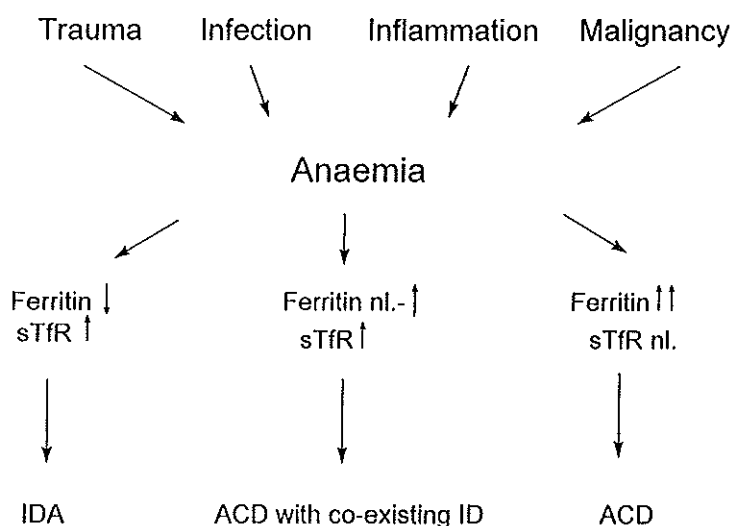 Trauma Infection Inflammation Malignancy
Anaemia
Ferritin ↓ Ferritin nl.-↑ Ferritin ↑↑
sTfR ↑ sTfR ↑ sTfR nl.
IDA ACD with co-existing ID ACD